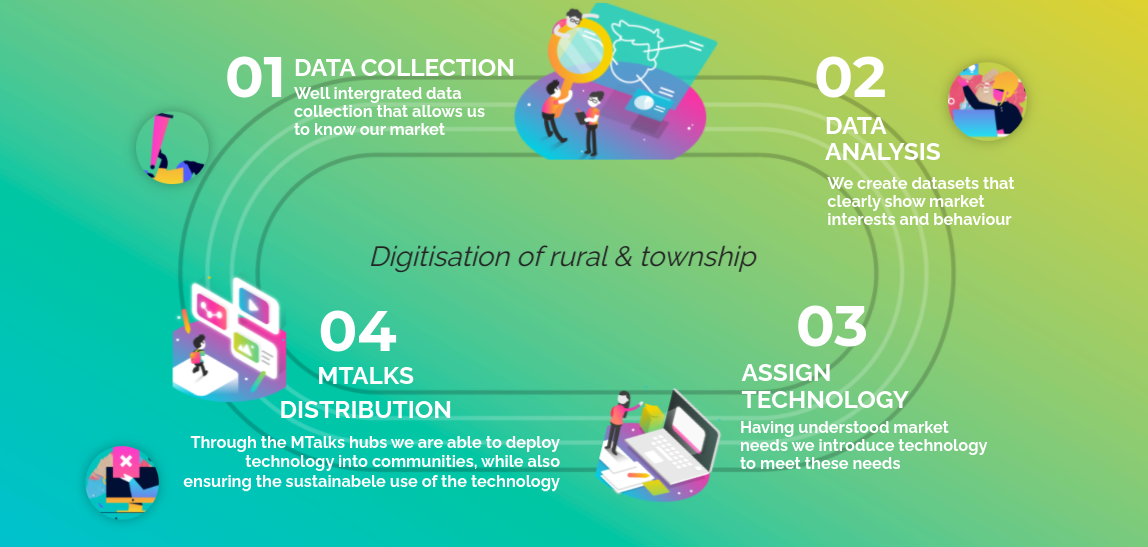 01 DATA COLLECTION
Well intergrated data
collection that allows us
to know our market
02
DATA
ANALYSIS
We create datasets that
clearly show market
interests and behaviour
Digitisation of rural & township
03
ASSIGN
TECHNOLOGY
Having understood market
needs we introduce technology
to meet these needs
04
MTALKS
DISTRIBUTION
Through the MTalks hubs we are able to deploy
technology into communities, while also
ensuring the sustainabele use of the technology